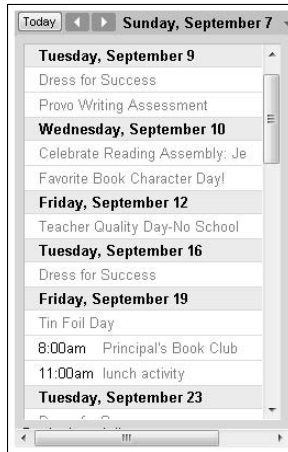 Today Sunday, September 7
Tuesday, September 9
Dress for Success
Provo Writing Assessment
Wednesday, September 10
Celebrate Reading Assembly: Je
Favorite Book Character Day!
Friday, September 12
Teacher Quality Day-No School
Tuesday, September 16
Dress for Success
Friday, September 19
Tin Foil Day
8:00am Principal's Book Club
11:00am lunch activity
Tuesday, September 23